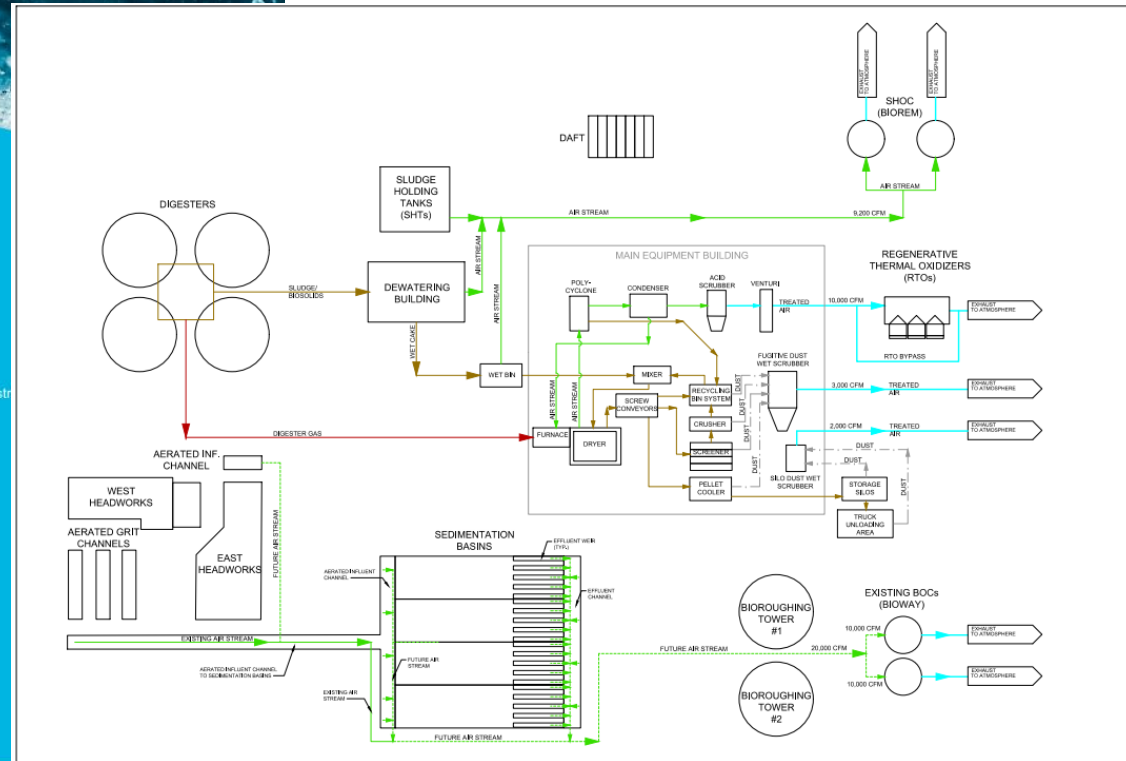 EXHAUST
TO ATMOSPHERE
EXHAUST
TO ATMOSPHERE
SHOC
(BIOREM)
AIR STREAM
DAFT
SLUDGE
HOLDING
TANKS
(SHTs)
AIR STREAM
9,200 CFM
DIGESTERS
SLUDGE/
BIOSOLIDS
DEWATERING
BUILDING
AIR STREAM
AIR STREAM
WET CAKE
WET BIN
MAIN EQUIPMENT BUILDING
POLY-
CYCLONE
CONDENSER
ACID
SCRUBBER
VENTURI
TREATED
AIR
10,000 CFM
REGENERATIVE
THERMAL OXIDIZERS
(RTOs)
EXHAUST
TO ATMOSPHERE
RTO BYPASS
FUGITIVE DUST
WET SCRUBBER
MIXER
RECYCLING
BIN SYSTEM
DUST
DUST
3,000 CFM
TREATED
AIR
EXHAUST
TO ATMOSPHERE
AIR STREAM
AIR STREAM
SCREW
CONVEYORS
CRUSHER
2,000 CFM
TREATED
AIR
EXHAUST
TO ATMOSPHERE
DIGESTER GAS
FURNACE
DRYER
SCREENER
DUST
DUST
DUST
DUST
SILO DUST WET
SCRUBBER
PELLET
COOLER
STORAGE
SILOS
DUST
TRUCK
UNLOADING
AREA
AERATED INF.
CHANNEL
WEST
HEADWORKS
AERATED GRIT
CHANNELS
EAST
HEADWORKS
FUTURE AIR STREAM
SEDIMENTATION
BASINS
EFFLUENT WEIR
(TYP.)
AERATED INFLUENT
CHANNEL
EFFLUENT
CHANNEL
EXISTING AIR STREAM
AERATED INFLUENT CHANNEL
TO SEDIMENTATION BASINS
FUTURE AIR
STREAM
EXISTING AIR
STREAM
FUTURE AIR STREAM
BIOROUGHING
TOWER
#1
BIOROUGHING
TOWER
#2
FUTURE AIR STREAM
20,000 CFM
EXISTING BOCs
(BIOWAY)
10,000 CFM
10,000 CFM
EXHAUST
TO ATMOSPHERE
EXHAUST
TO ATMOSPHERE